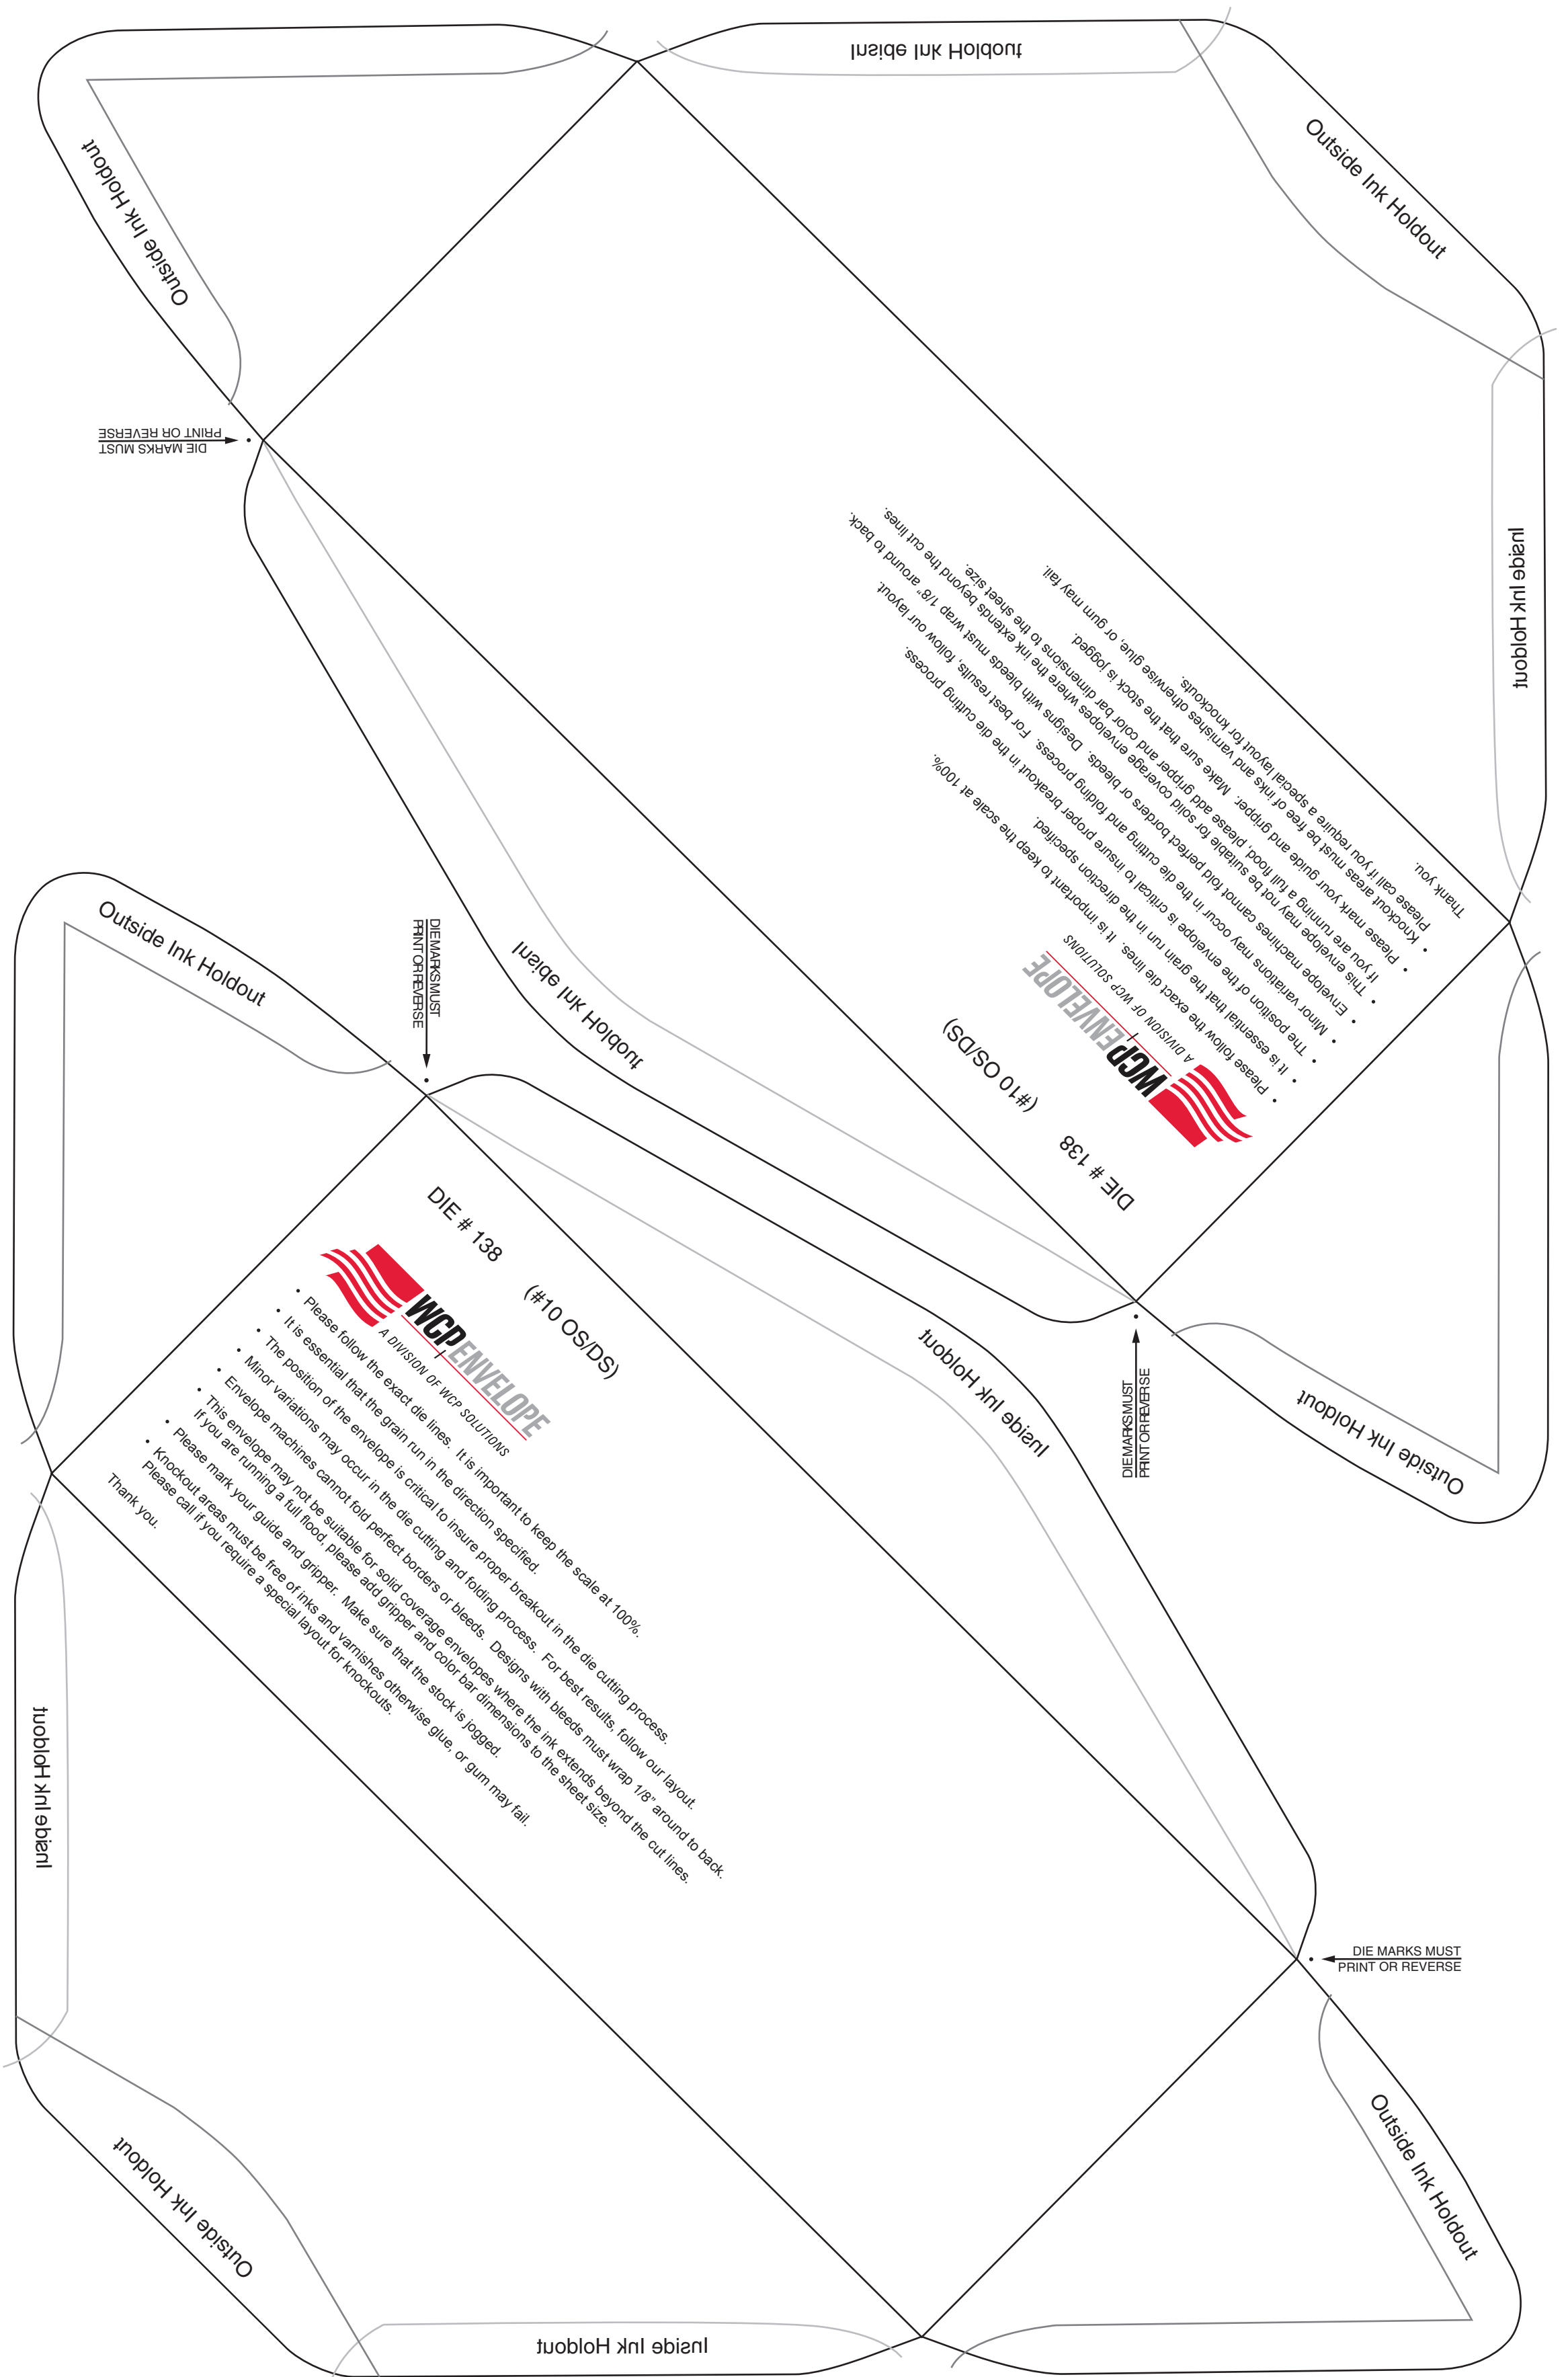 Inside Ink Holdout
Outside Ink Holdout
Outside Ink Holdout
DIE MARKS MUST
PRINT OR REVERSE
Inside Ink Holdout
DIE # 138 (#10 OS/DS)
WCP ENVELOPE
A DIVISION OF WCP SOLUTIONS
• Please follow the exact die lines. It is important to keep the scale at 100%.
• It is essential that the grain run in the direction specified.
• The position of the envelope is critical to insure proper breakout in the die cutting process.
• Minor variations may occur in the die cutting and folding process. For best results, follow our layout.
• Envelope machines cannot fold perfect borders or bleeds. Designs with bleeds must wrap 1/8" around to back.
• This envelope may not be suitable for solid coverage envelopes where the ink extends beyond the cut lines.
If you are running a full flood, please add gripper and color bar dimensions to the sheet size.
• Please mark your guide and gripper. Make sure that the stock is jogged.
• Knockout areas must be free of inks and varnishes otherwise glue, or gum may fail.
Please call if you require a special layout for knockouts.
Thank you.
Inside Ink Holdout
DIE MARKS MUST
PRINT OR REVERSE
Outside Ink Holdout
Outside Ink Holdout
DIE MARKS MUST
PRINT OR REVERSE
Inside Ink Holdout
DIE # 138 (#10 OS/DS)
WCP ENVELOPE
A DIVISION OF WCP SOLUTIONS
• Please follow the exact die lines. It is important to keep the scale at 100%.
• It is essential that the grain run in the direction specified.
• The position of the envelope is critical to insure proper breakout in the die cutting process.
• Minor variations may occur in the die cutting and folding process. For best results, follow our layout.
• Envelope machines cannot fold perfect borders or bleeds. Designs with bleeds must wrap 1/8" around to back.
• This envelope may not be suitable for solid coverage envelopes where the ink extends beyond the cut lines.
If you are running a full flood, please add gripper and color bar dimensions to the sheet size.
• Please mark your guide and gripper. Make sure that the stock is jogged.
• Knockout areas must be free of inks and varnishes otherwise glue, or gum may fail.
Please call if you require a special layout for knockouts.
Thank you.
Inside Ink Holdout
DIE MARKS MUST
PRINT OR REVERSE
Outside Ink Holdout
Outside Ink Holdout
Inside Ink Holdout